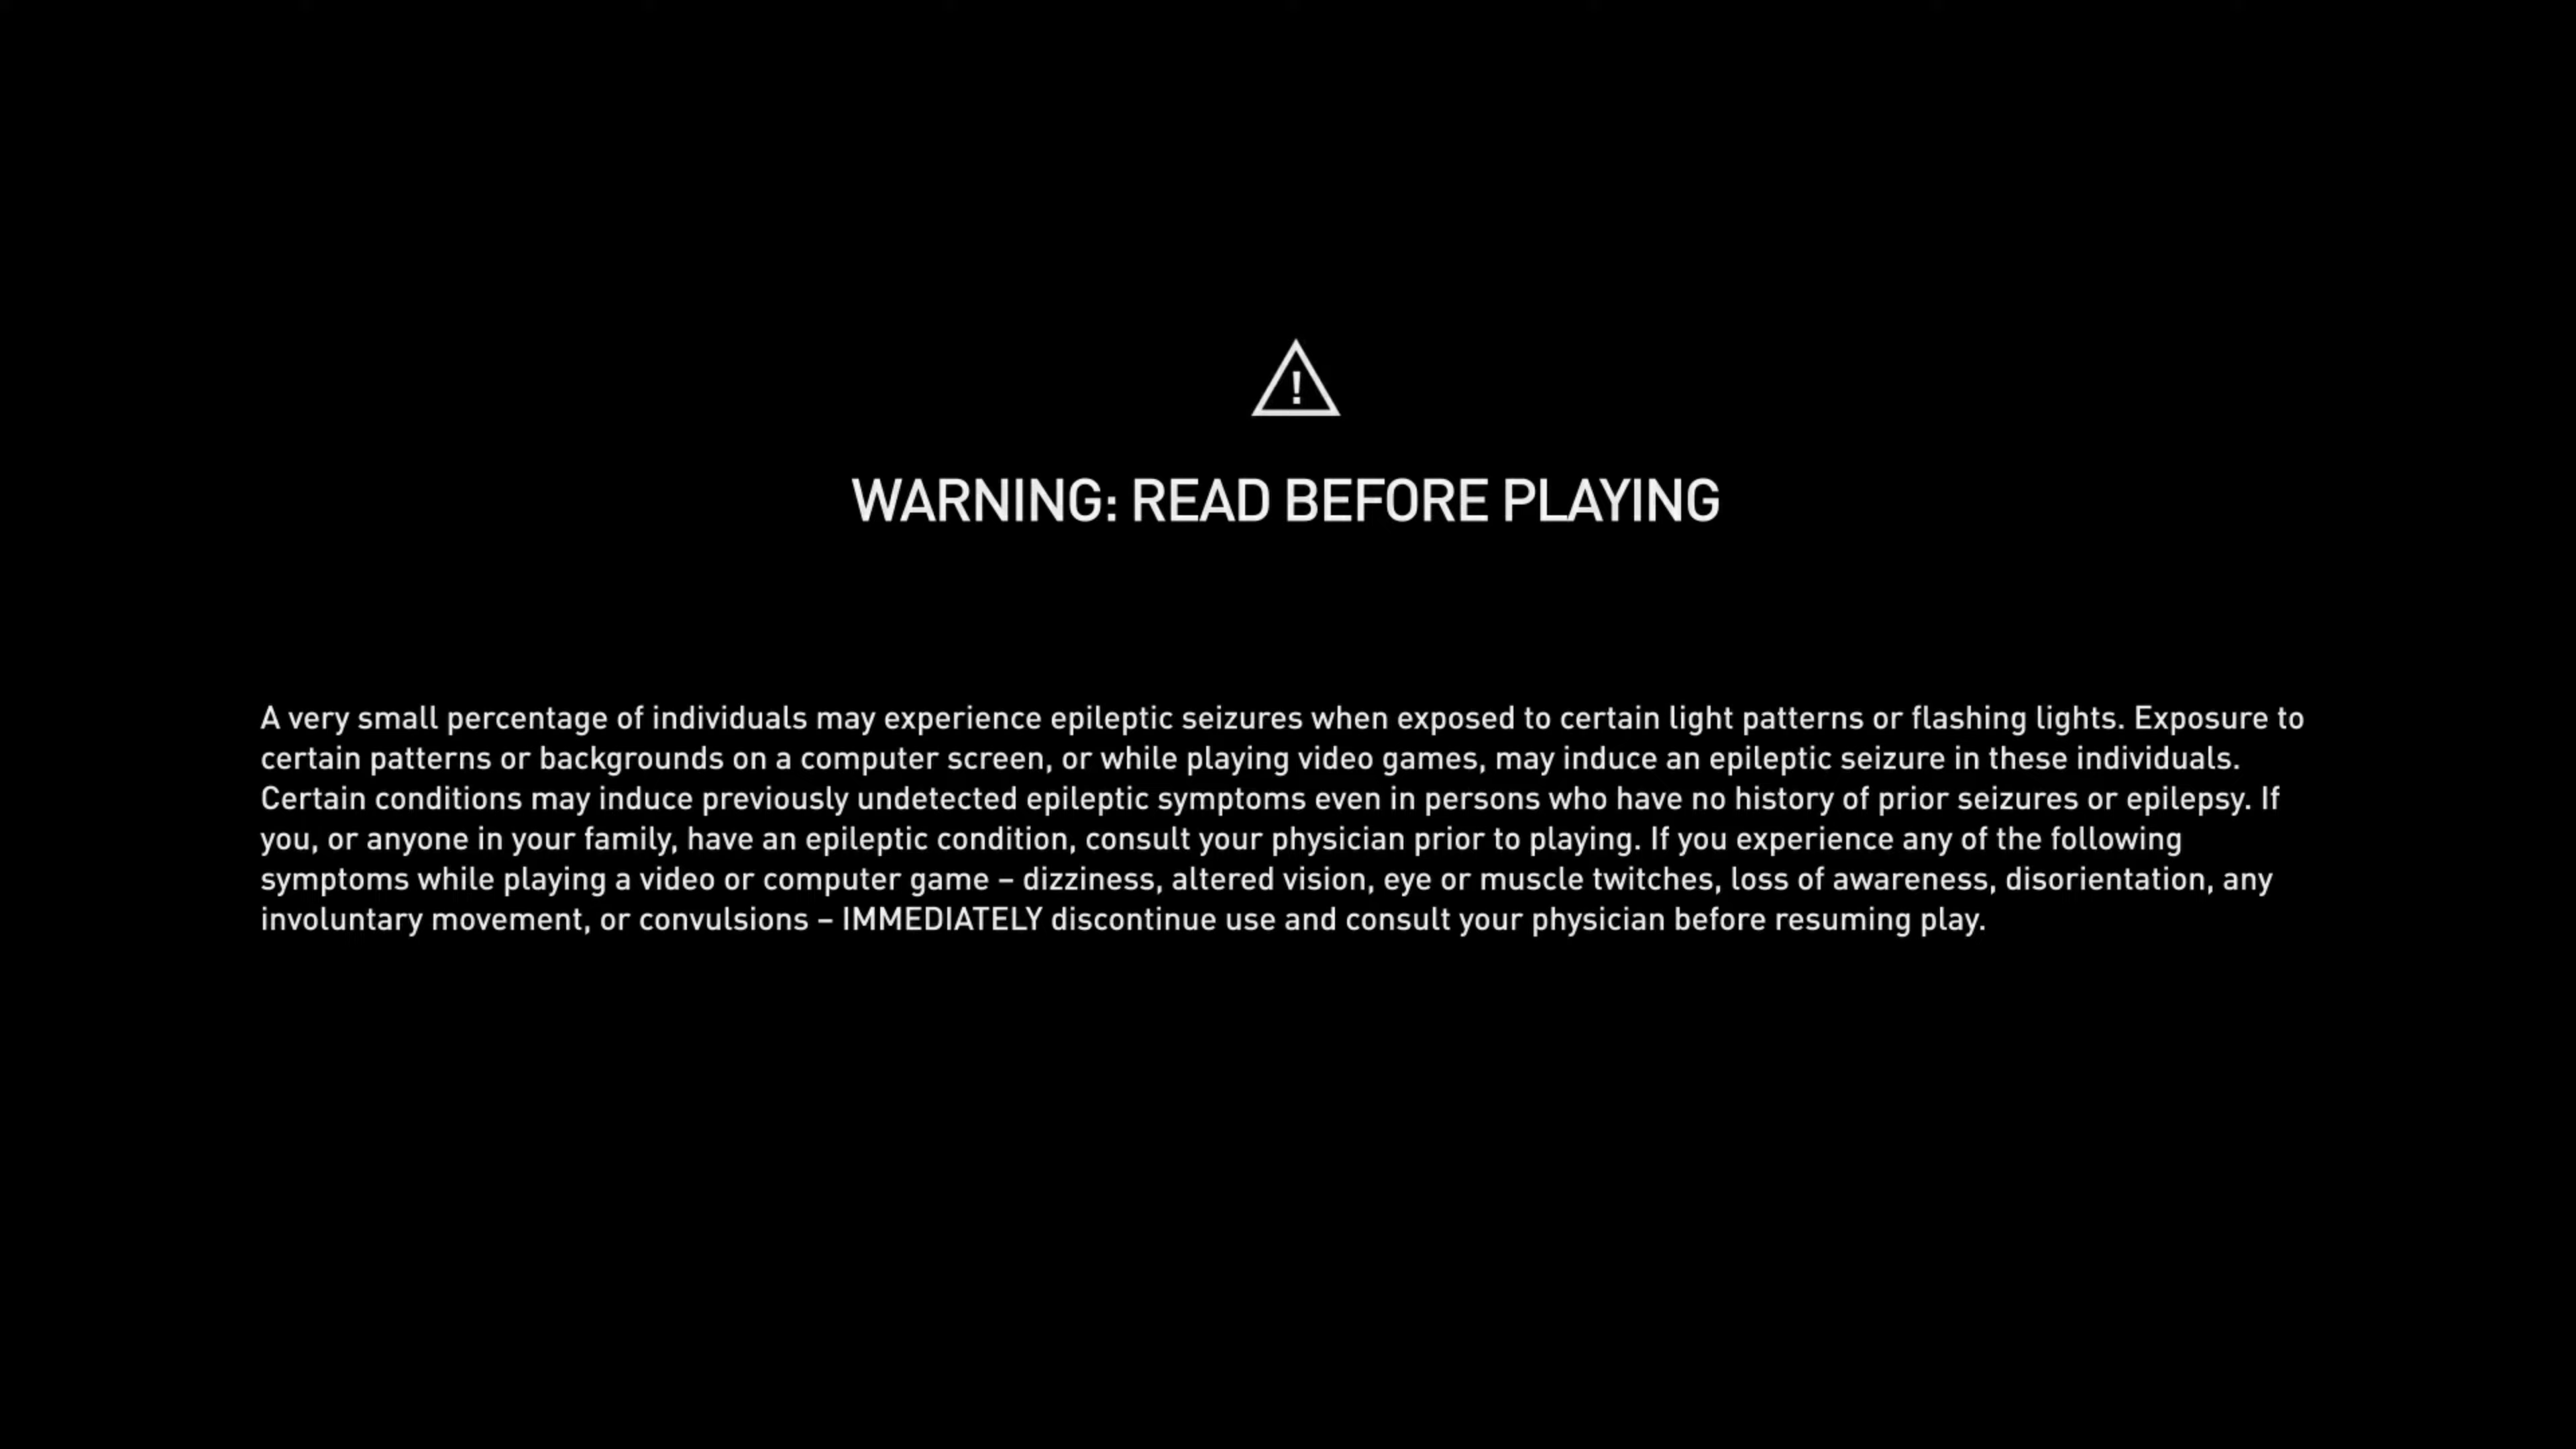 !
WARNING: READ BEFORE PLAYING
A very small percentage of individuals may experience epileptic seizures when exposed to certain light patterns or flashing lights. Exposure to
certain patterns or backgrounds on a computer screen, or while playing video games, may induce an epileptic seizure in these individuals.
Certain conditions may induce previously undetected epileptic symptoms even in persons who have no history of prior seizures or epilepsy. If
you, or anyone in your family, have an epileptic condition, consult your physician prior to playing. If you experience any of the following
symptoms while playing a video or computer game – dizziness, altered vision, eye or muscle twitches, loss of awareness, disorientation, any
involuntary movement, or convulsions – IMMEDIATELY discontinue use and consult your physician before resuming play.